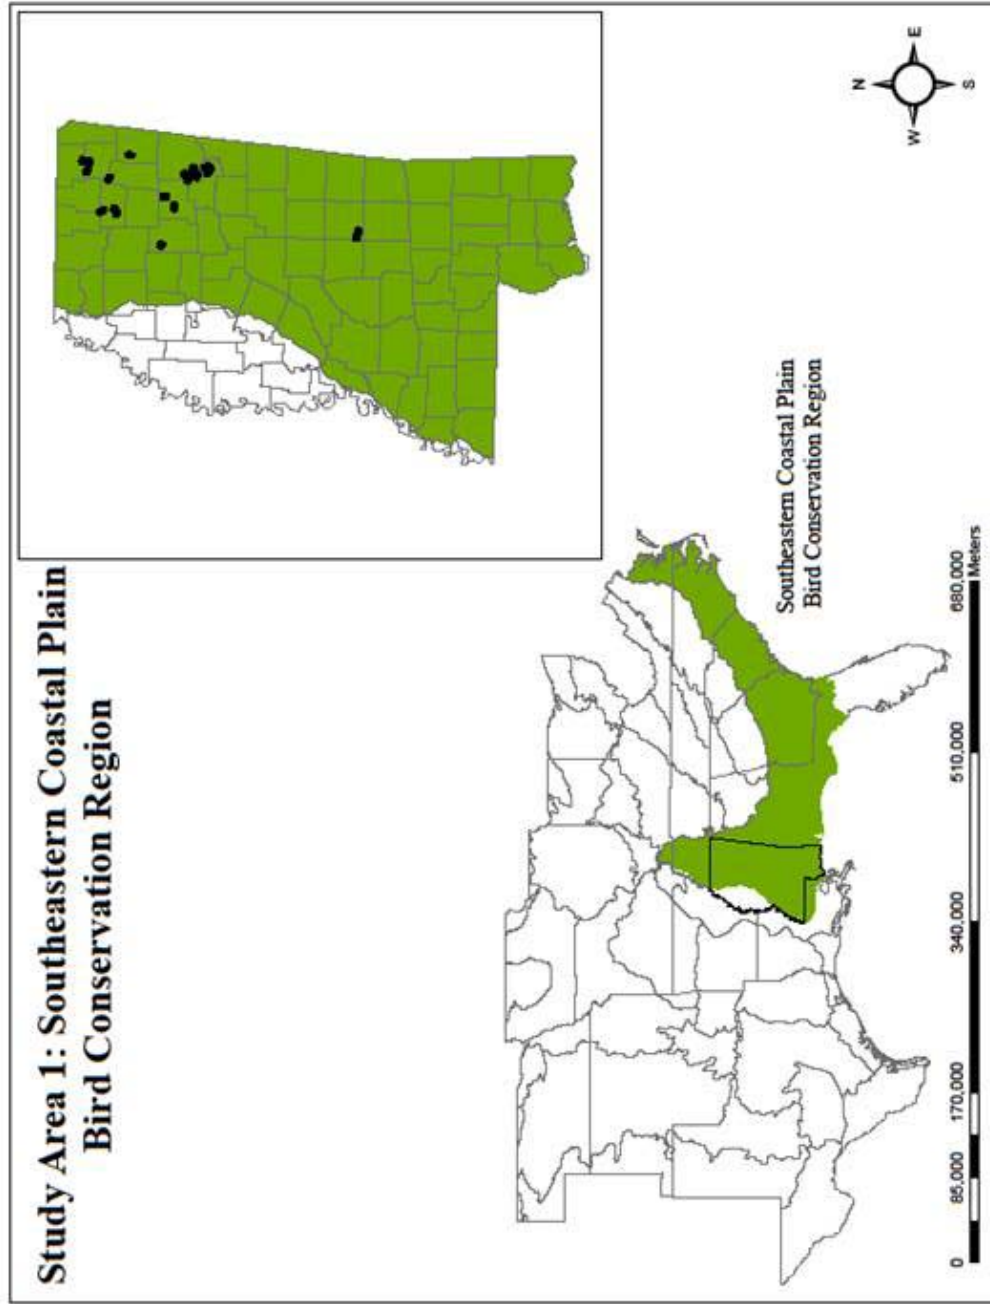 Study Area 1: Southeastern Coastal Plain
Bird Conservation Region
N
W
E
S
Southeastern Coastal Plain
Bird Conservation Region
0 85,000 170,000 340,000 510,000 680,000
Meters